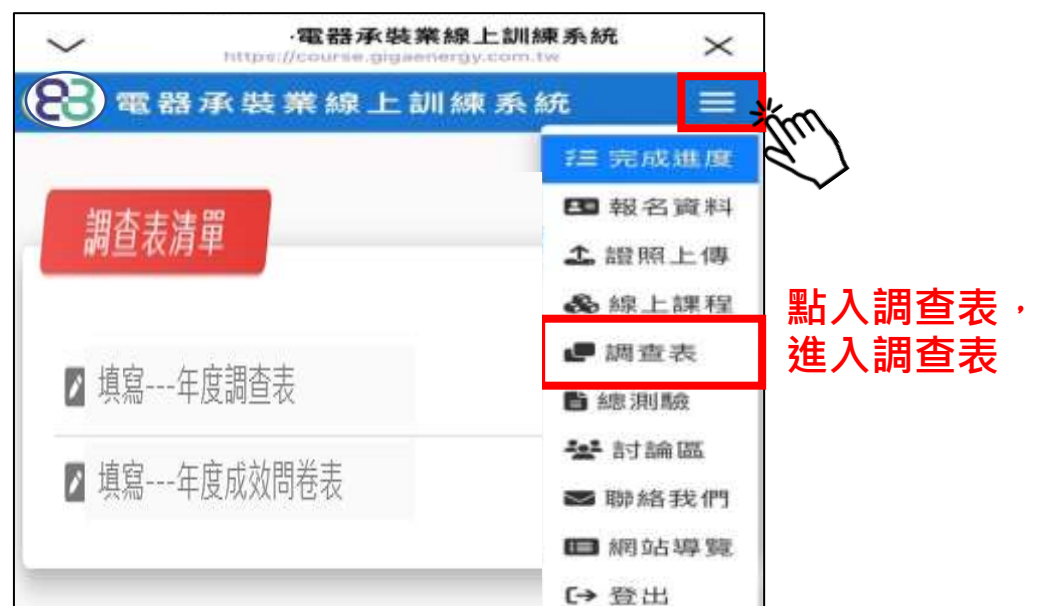 ·電器承裝業線上訓練系統
https://course.gigaenergy.com.tw
電器承裝業線上訓練系統
完成進度
報名資料
調查表清單
證照上傳
線上課程
點入調查表，
調查表
進入調查表
填寫---年度調查表
總測驗
討論區
填寫---年度成效問卷表
聯絡我們
網站導覽
登出